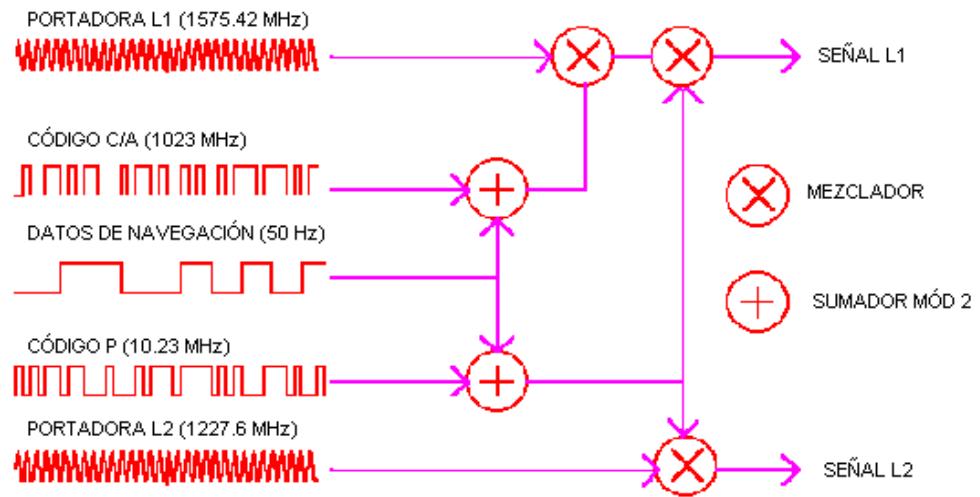 PORTADORA L1 (1575.42 MHz)
SEÑAL L1
CÓDIGO C/A (1023 MHz)
MEZCLADOR
DATOS DE NAVEGACIÓN (50 Hz)
SUMADOR MÓD 2
CÓDIGO P (10.23 MHz)
PORTADORA L2 (1227.6 MHz)
SEÑAL L2